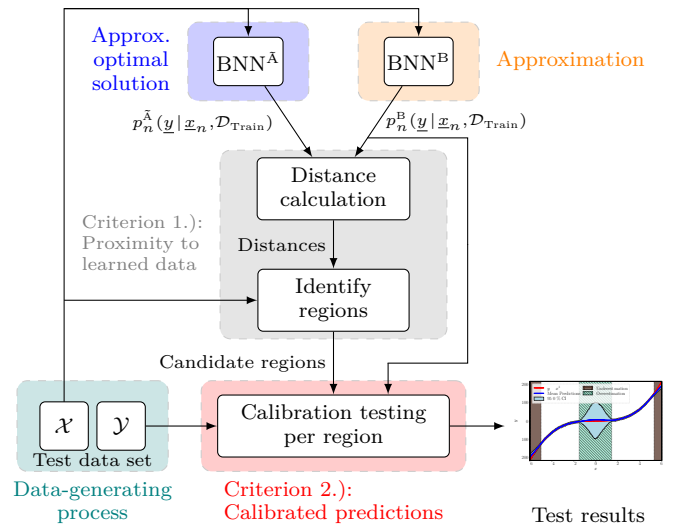 Approx.
optimal
solution
BNN^Ā
BNN^B
Approximation
p_n^Ã(y | x_n, 𝒟_Train)
p_n^B(y | x_n, 𝒟_Train)
Distance
calculation
Criterion 1.):
Proximity to
learned data
Distances
Identify
regions
Candidate regions
𝒳
𝒴
Test data set
Calibration testing
per region
Data-generating
process
Criterion 2.):
Calibrated predictions
Mean Predictions
Test results